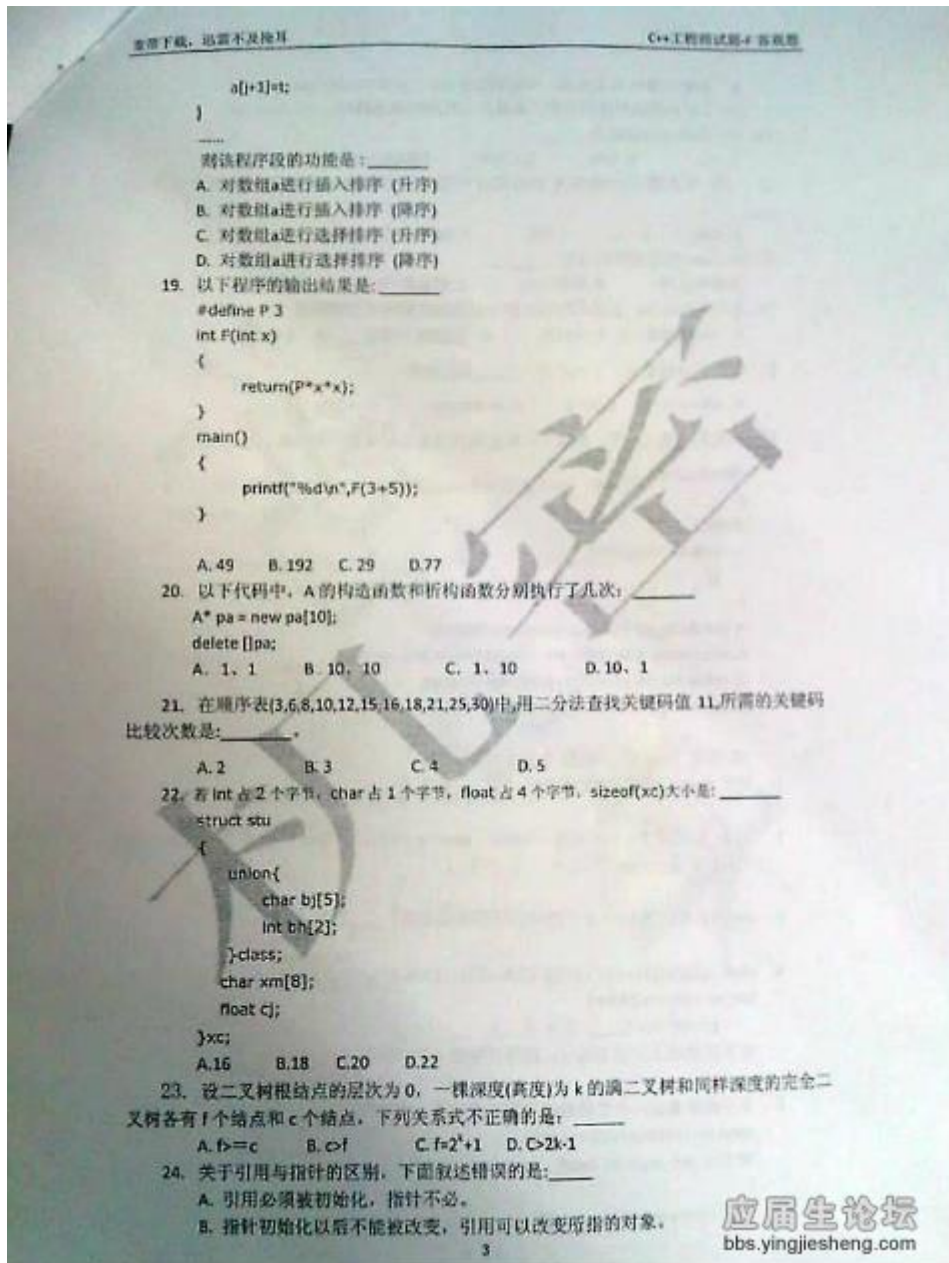 宽带下载，迅雷不及掩耳 C++工程师试题-F 客观题
a[j+1]=t;
}
......
则该程序段的功能是：
A. 对数组a进行插入排序 (升序)
B. 对数组a进行插入排序 (降序)
C. 对数组a进行选择排序 (升序)
D. 对数组a进行选择排序 (降序)
19. 以下程序的输出结果是:
#define P 3
int F(int x)
{
return(P*x*x);
}
main()
{
printf("%d\n",F(3+5));
}
A. 49 B. 192 C. 29 D.77
20. 以下代码中，A 的构造函数和析构函数分别执行了几次：
A* pa = new pa[10];
delete []pa;
A. 1、1 B. 10、10 C. 1、10 D. 10、1
21. 在顺序表(3,6,8,10,12,15,16,18,21,25,30)中,用二分法查找关键码值 11,所需的关键码
比较次数是:________。
A. 2 B. 3 C. 4 D. 5
22. 若 int 占 2 个字节，char 占 1 个字节，float 占 4 个字节，sizeof(xc)大小是:
struct stu
{
union{
char bj[5];
int bh[2];
}class;
char xm[8];
float cj;
}xc;
A.16 B.18 C.20 D.22
23. 设二叉树根结点的层次为 0，一棵深度(高度)为 k 的满二叉树和同样深度的完全二
叉树各有 f 个结点和 c 个结点，下列关系式不正确的是：
A. f>=c B. c>f C. f=2^k+1 D. C>2k-1
24. 关于引用与指针的区别，下面叙述错误的是:
A. 引用必须被初始化，指针不必。
B. 指针初始化以后不能被改变，引用可以改变所指的对象。
3
机密
应届生论坛
bbs.yingjiesheng.com